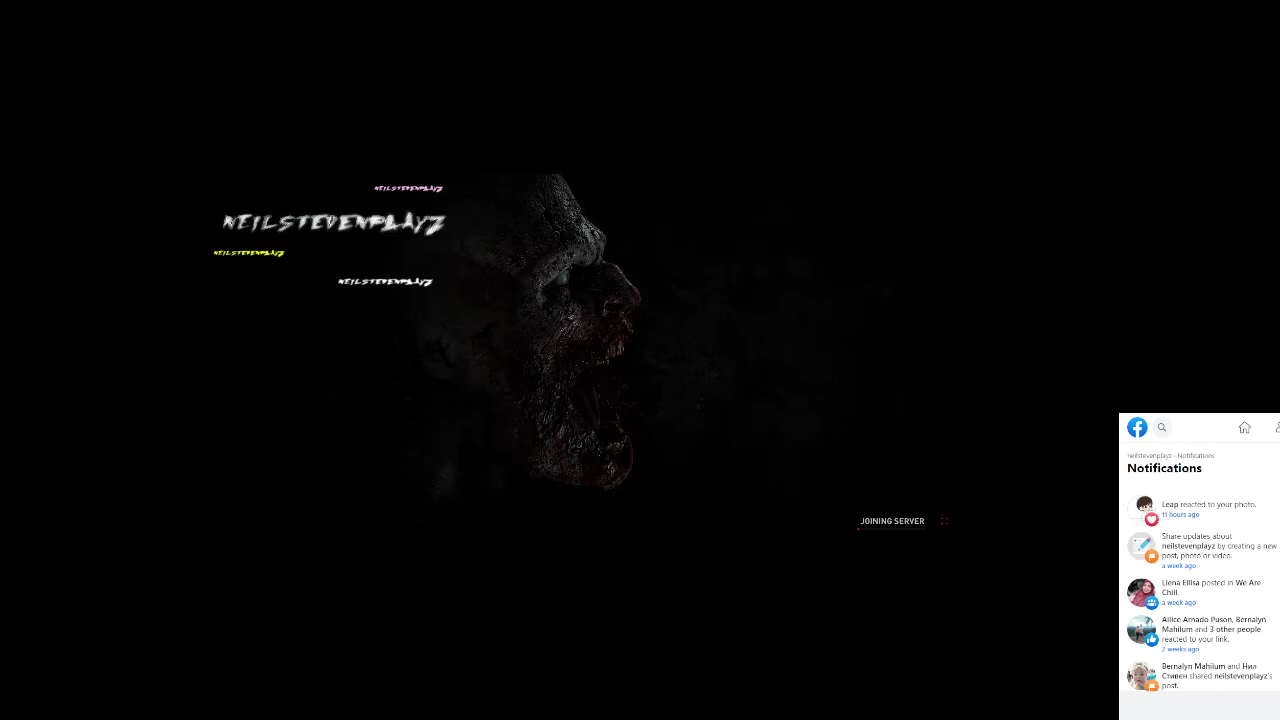 NEILSTEVENPLAYZ
NEILSTEVENPLAYZ
NEILSTEVENPLAYZ
NEILSTEVENPLAYZ
JOINING SERVER
neilstevenplayz › Notifications
Notifications
Leap reacted to your photo.
11 hours ago
Share updates about
neilstevenplayz by creating a new
post, photo or video.
a week ago
Liena Ellisa posted in We Are
Chill.
a week ago
Allice Arnado Puson, Bernalyn
Mahilum and 3 other people
reacted to your link.
2 weeks ago
Bernalyn Mahilum and Нил
Стивен shared neilstevenplayz's
post.